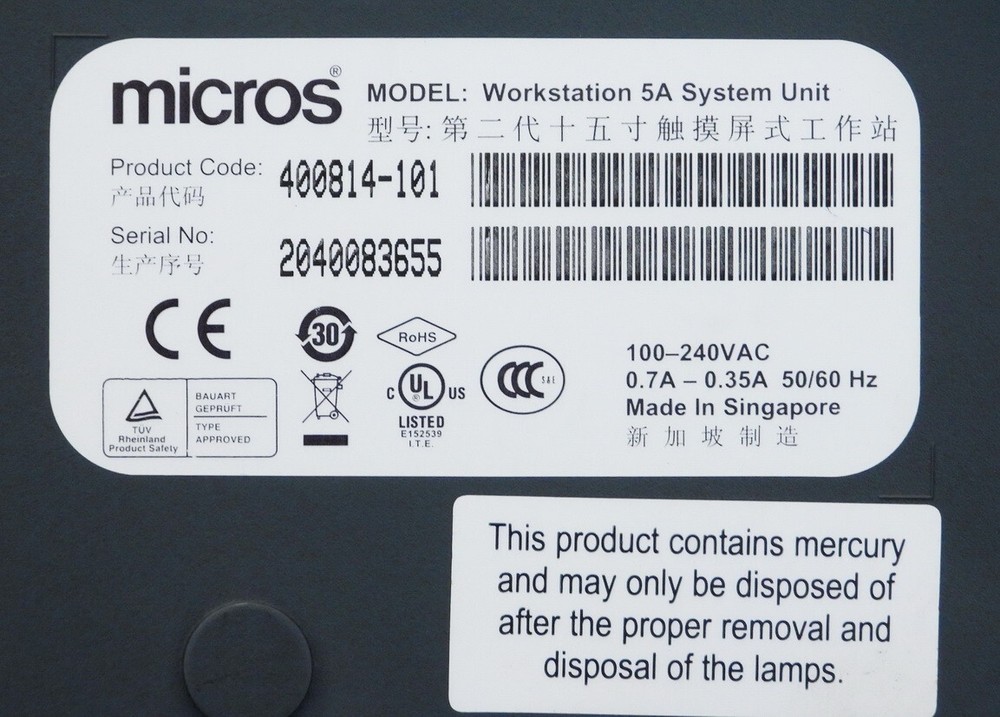 micros®
MODEL: Workstation 5A System Unit
型号: 第二代十五寸触摸屏式工作站
Product Code: 400814-101
产品代码
Serial No: 2040083655
生产序号
CE
30
RoHS
C UL ® US
LISTED
E152539
I.T.E.
CCC S&E
TÜV
Rheinland
Product Safety
BAUART
GEPRUFT
TYPE
APPROVED
100–240VAC
0.7A – 0.35A 50/60 Hz
Made In Singapore
新加坡制造
This product contains mercury
and may only be disposed of
after the proper removal and
disposal of the lamps.